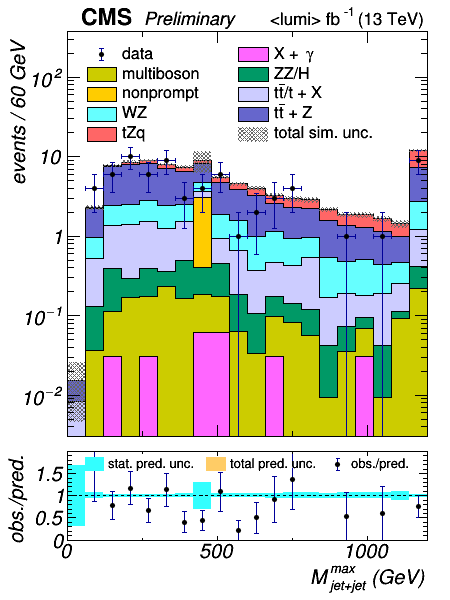 CMS Preliminary <lumi> fb⁻¹ (13 TeV)
events / 60 GeV
10²
10
1
10⁻¹
10⁻²
data
multiboson
nonprompt
WZ
tZq
X + γ
ZZ/H
tt̄/t + X
tt̄ + Z
total sim. unc.
obs./pred.
1.5
1
0.5
0
stat. pred. unc. total pred. unc. obs./pred.
0 500 1000
M^max_jet+jet (GeV)